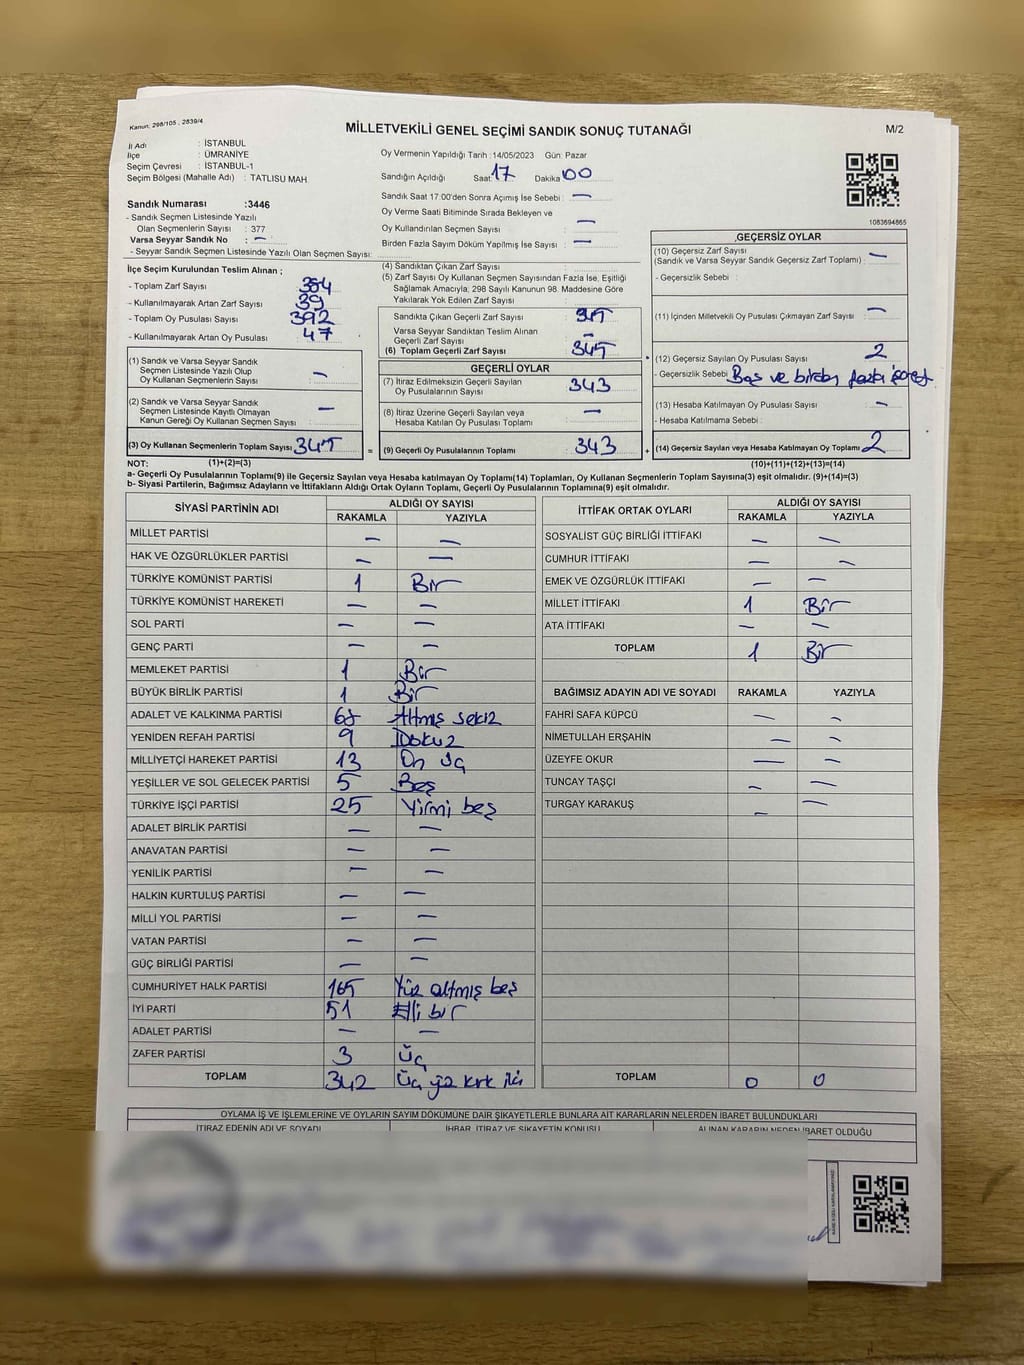 Kanun: 298/105 , 2839/4
MİLLETVEKİLİ GENEL SEÇİMİ SANDIK SONUÇ TUTANAĞI
M/2
İl Adı : İSTANBUL
İlçe : ÜMRANİYE
Seçim Çevresi : İSTANBUL-1
Seçim Bölgesi (Mahalle Adı) : TATLISU MAH.
Sandık Numarası :3446
- Sandık Seçmen Listesinde Yazılı
Olan Seçmenlerin Sayısı : 377
Varsa Seyyar Sandık No : —
- Seyyar Sandık Seçmen Listesinde Yazılı Olan Seçmen Sayısı:
Oy Vermenin Yapıldığı Tarih :14/05/2023 Gün: Pazar
Sandığın Açıldığı Saat 17 Dakika 00
Sandık Saat 17:00'den Sonra Açımış İse Sebebi : —
Oy Verme Saati Bitiminde Sırada Bekleyen ve
Oy Kullandırılan Seçmen Sayısı : —
Birden Fazla Sayım Döküm Yapılmış İse Sayısı : —
1083694865
İlçe Seçim Kurulundan Teslim Alınan ;
- Toplam Zarf Sayısı : 384
- Kullanılmayarak Artan Zarf Sayısı : 39
- Toplam Oy Pusulası Sayısı : 392
- Kullanılmayarak Artan Oy Pusulası : 47
(4) Sandıktan Çıkan Zarf Sayısı :
(5) Zarf Sayısı Oy Kullanan Seçmen Sayısından Fazla İse, Eşitliği
Sağlamak Amacıyla, 298 Sayılı Kanunun 98. Maddesine Göre
Yakılarak Yok Edilen Zarf Sayısı :
Sandıkta Çıkan Geçerli Zarf Sayısı : 345
Varsa Seyyar Sandıktan Teslim Alınan
Geçerli Zarf Sayısı : —
(6) Toplam Geçerli Zarf Sayısı : 345
GEÇERSİZ OYLAR
(10) Geçersiz Zarf Sayısı
(Sandık ve Varsa Seyyar Sandık Geçersiz Zarf Toplamı) : —
- Geçersizlik Sebebi :
(11) İçinden Milletvekili Oy Pusulası Çıkmayan Zarf Sayısı : —
(12) Geçersiz Sayılan Oy Pusulası Sayısı : 2
- Geçersizlik Sebebi : Boş ve birden fazla işaret
(13) Hesaba Katılmayan Oy Pusulası Sayısı : —
- Hesaba Katılmama Sebebi :
(14) Geçersiz Sayılan veya Hesaba Katılmayan Oy Toplamı : 2
(1) Sandık ve Varsa Seyyar Sandık
Seçmen Listesinde Yazılı Olup
Oy Kullanan Seçmenlerin Sayısı : —
(2) Sandık ve Varsa Seyyar Sandık
Seçmen Listesinde Kayıtlı Olmayan
Kanun Gereği Oy Kullanan Seçmen Sayısı : —
(3) Oy Kullanan Seçmenlerin Toplam Sayısı : 345
GEÇERLİ OYLAR
(7) İtiraz Edilmeksizin Geçerli Sayılan
Oy Pusulalarının Sayısı : 343
(8) İtiraz Üzerine Geçerli Sayılan veya
Hesaba Katılan Oy Pusulası Toplamı : —
= (9) Geçerli Oy Pusulalarının Toplamı : 343 +
NOT: (1)+(2)=(3)
(10)+(11)+(12)+(13)=(14)
a- Geçerli Oy Pusulalarının Toplamı(9) ile Geçersiz Sayılan veya Hesaba katılmayan Oy Toplamı(14) Toplamları, Oy Kullanan Seçmenlerin Toplam Sayısına(3) eşit olmalıdır. (9)+(14)=(3)
b- Siyasi Partilerin, Bağımsız Adayların ve İttifakların Aldığı Ortak Oyların Toplamı, Geçerli Oy Pusulalarının Toplamına(9) eşit olmalıdır.
SİYASİ PARTİNİN ADI ALDIĞI OY SAYISI
RAKAMLA YAZIYLA
MİLLET PARTİSİ — —
HAK VE ÖZGÜRLÜKLER PARTİSİ — —
TÜRKİYE KOMÜNİST PARTİSİ 1 Bir
TÜRKİYE KOMÜNİST HAREKETİ — —
SOL PARTİ — —
GENÇ PARTİ — —
MEMLEKET PARTİSİ 1 Bir
BÜYÜK BİRLİK PARTİSİ 1 Bir
ADALET VE KALKINMA PARTİSİ 68 Altmış sekiz
YENİDEN REFAH PARTİSİ 9 Dokuz
MİLLİYETÇİ HAREKET PARTİSİ 13 On üç
YEŞİLLER VE SOL GELECEK PARTİSİ 5 Beş
TÜRKİYE İŞÇİ PARTİSİ 25 Yirmi beş
ADALET BİRLİK PARTİSİ — —
ANAVATAN PARTİSİ — —
YENİLİK PARTİSİ — —
HALKIN KURTULUŞ PARTİSİ — —
MİLLİ YOL PARTİSİ — —
VATAN PARTİSİ — —
GÜÇ BİRLİĞİ PARTİSİ — —
CUMHURİYET HALK PARTİSİ 165 Yüz altmış beş
İYİ PARTİ 51 Elli bir
ADALET PARTİSİ — —
ZAFER PARTİSİ 3 Üç
TOPLAM 342 Üç yüz kırk iki
İTTİFAK ORTAK OYLARI ALDIĞI OY SAYISI
RAKAMLA YAZIYLA
SOSYALİST GÜÇ BİRLİĞİ İTTİFAKI — —
CUMHUR İTTİFAKI — —
EMEK VE ÖZGÜRLÜK İTTİFAKI — —
MİLLET İTTİFAKI 1 Bir
ATA İTTİFAKI — —
TOPLAM 1 Bir
BAĞIMSIZ ADAYIN ADI VE SOYADI RAKAMLA YAZIYLA
FAHRİ SAFA KÜPCÜ — —
NİMETULLAH ERŞAHİN — —
ÜZEYFE OKUR — —
TUNCAY TAŞÇI — —
TURGAY KARAKUŞ — —
TOPLAM 0 0
OYLAMA İŞ VE İŞLEMLERİNE VE OYLARIN SAYIM DÖKÜMÜNE DAİR ŞİKAYETLERLE BUNLARA AİT KARARLARIN NELERDEN İBARET BULUNDUKLARI
İTİRAZ EDENİN ADI VE SOYADI İHBAR, İTİRAZ VE ŞİKAYETİN KONUSU ALINAN KARARIN NEDEN İBARET OLDUĞU